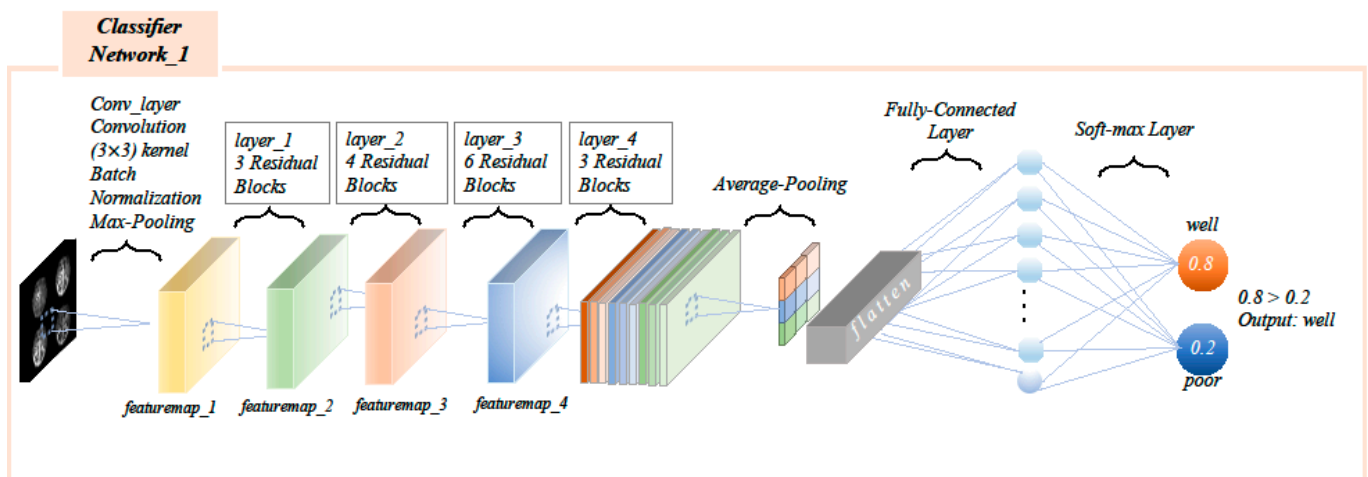 Classifier
Network_1
Conv_layer
Convolution
(3×3) kernel
Batch
Normalization
Max-Pooling
layer_1
3 Residual
Blocks
layer_2
4 Residual
Blocks
layer_3
6 Residual
Blocks
layer_4
3 Residual
Blocks
Average-Pooling
Fully-Connected
Layer
Soft-max Layer
flatten
well
0.8
0.8 > 0.2
Output: well
0.2
poor
featuremap_1
featuremap_2
featuremap_3
featuremap_4